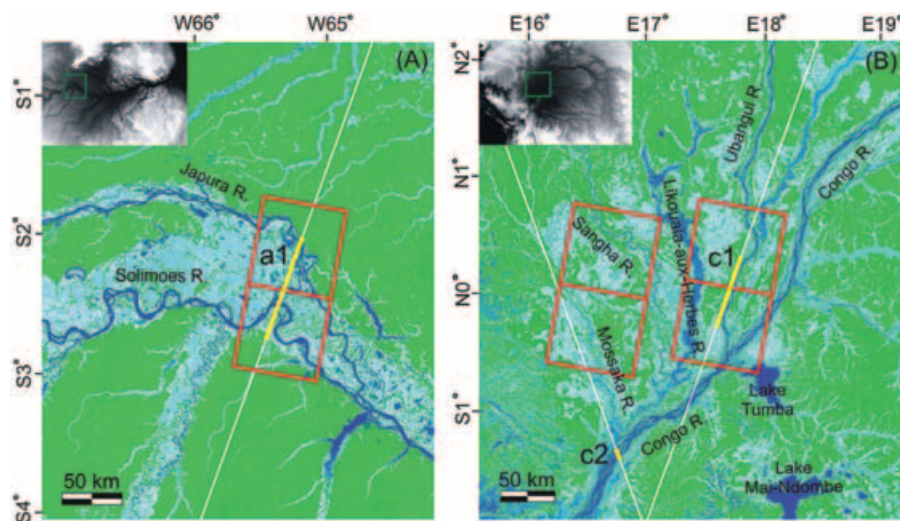 W66° W65°
E16° E17° E18° E19°
(A)
S1°
S2°
S3°
S4°
Japura R.
Solimoes R.
a1
50 km
(B)
N2°
N1°
N0°
S1°
Ubangui R.
Congo R.
Likouala-aux-Herbes R.
Sangha R.
c1
Mossaka R.
Lake
Tumba
Congo R.
c2
Lake
Mai-Ndombe
50 km